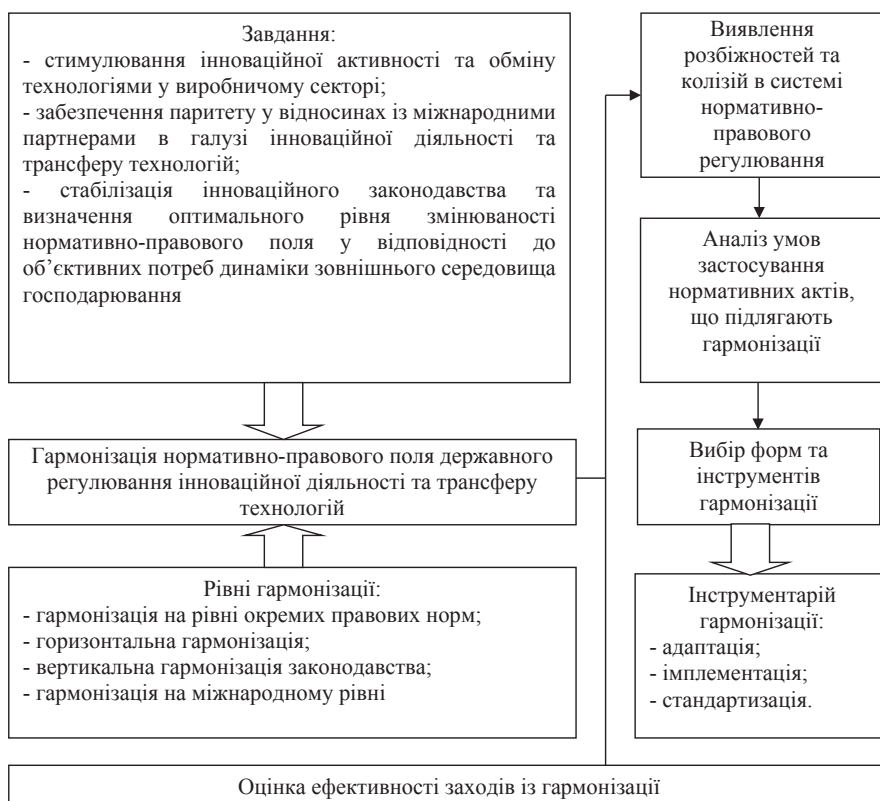 Завдання:
- стимулювання інноваційної активності та обміну
технологіями у виробничому секторі;
- забезпечення паритету у відносинах із міжнародними
партнерами в галузі інноваційної діяльності та
трансферу технологій;
- стабілізація інноваційного законодавства та
визначення оптимального рівня змінюваності
нормативно-правового поля у відповідності до
об’єктивних потреб динаміки зовнішнього середовища
господарювання
Гармонізація нормативно-правового поля державного
регулювання інноваційної діяльності та трансферу
технологій
Рівні гармонізації:
- гармонізація на рівні окремих правових норм;
- горизонтальна гармонізація;
- вертикальна гармонізація законодавства;
- гармонізація на міжнародному рівні
Виявлення
розбіжностей та
колізій в системі
нормативно-
правового
регулювання
Аналіз умов
застосування
нормативних актів,
що підлягають
гармонізації
Вибір форм та
інструментів
гармонізації
Інструментарій
гармонізації:
- адаптація;
- імплементація;
- стандартизація.
Оцінка ефективності заходів із гармонізації